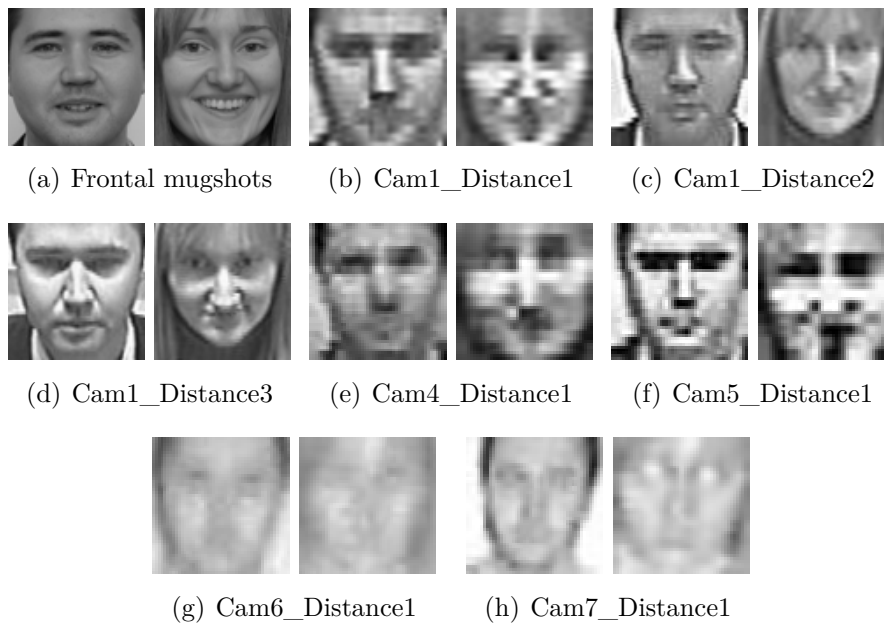 (a) Frontal mugshots
(b) Cam1_Distance1
(c) Cam1_Distance2
(d) Cam1_Distance3
(e) Cam4_Distance1
(f) Cam5_Distance1
(g) Cam6_Distance1
(h) Cam7_Distance1